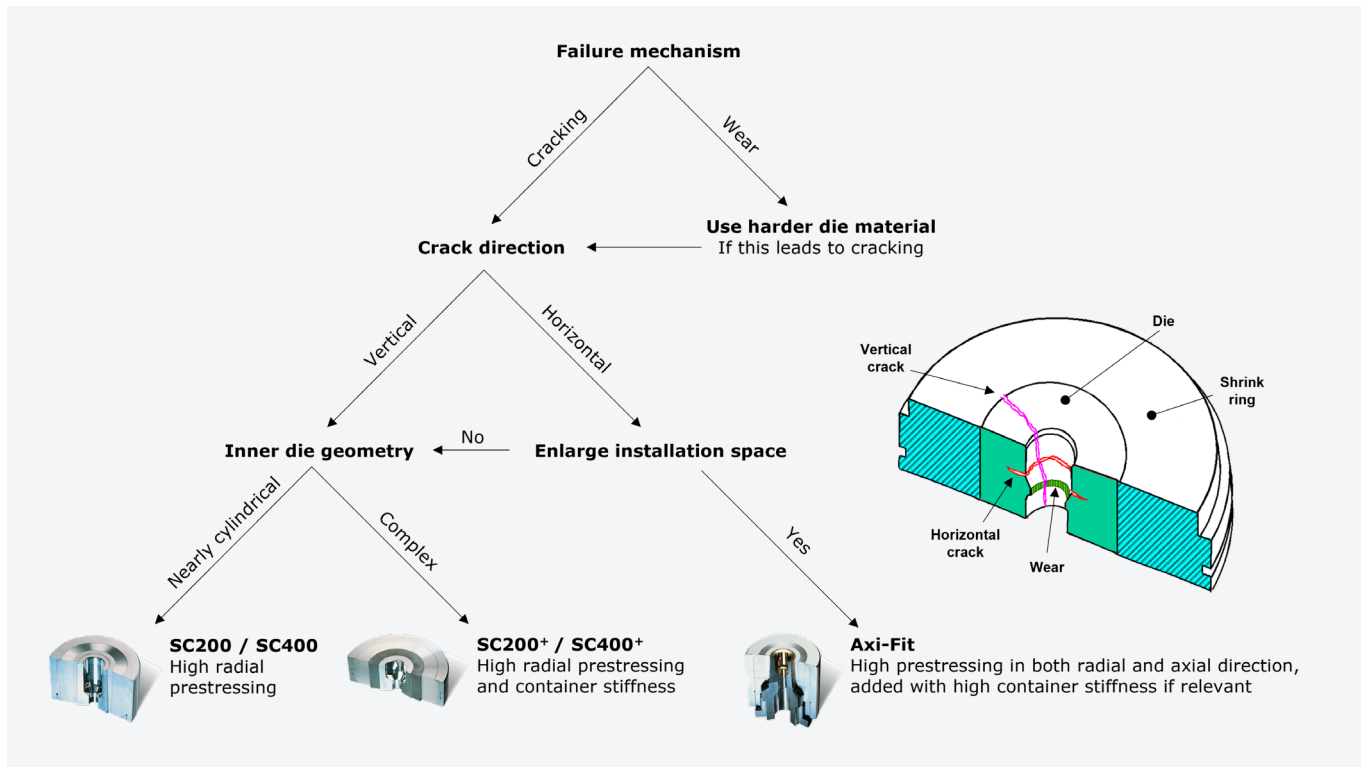 Failure mechanism
Cracking
Wear
Use harder die material
If this leads to cracking
Crack direction
Vertical
Horizontal
Inner die geometry
No
Enlarge installation space
Nearly cylindrical
Complex
Yes
SC200 / SC400
High radial
prestressing
SC200⁺ / SC400⁺
High radial prestressing
and container stiffness
Axi-Fit
High prestressing in both radial and axial direction,
added with high container stiffness if relevant
Die
Vertical
crack
Shrink
ring
Horizontal
crack
Wear